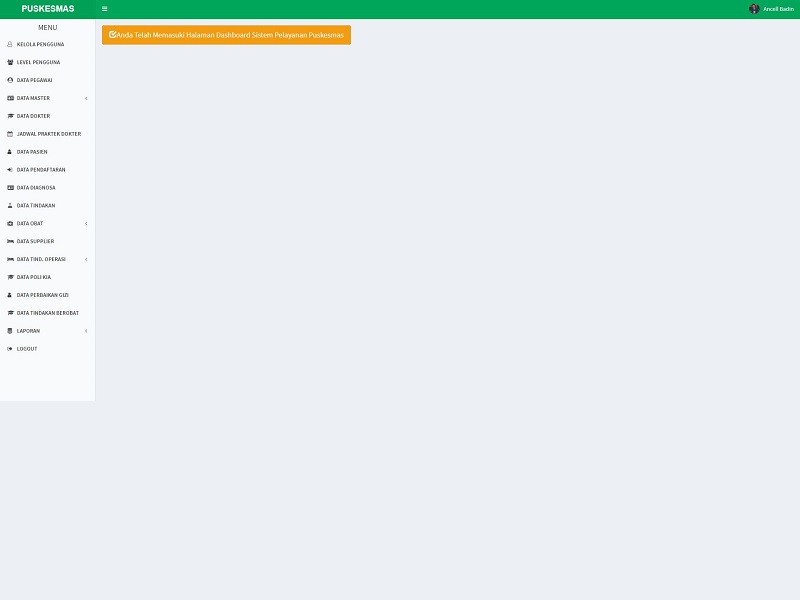 PUSKESMAS
Ancell Badin
MENU
KELOLA PENGGUNA
LEVEL PENGGUNA
DATA PEGAWAI
DATA MASTER
DATA DOKTER
JADWAL PRAKTEK DOKTER
DATA PASIEN
DATA PENDAFTARAN
DATA DIAGNOSA
DATA TINDAKAN
DATA OBAT
DATA SUPPLIER
DATA TIND. OPERASI
DATA POLI KIA
DATA PERBAIKAN GIZI
DATA TINDAKAN BEROBAT
LAPORAN
LOGOUT
Anda Telah Memasuki Halaman Dashboard Sistem Pelayanan Puskesmas